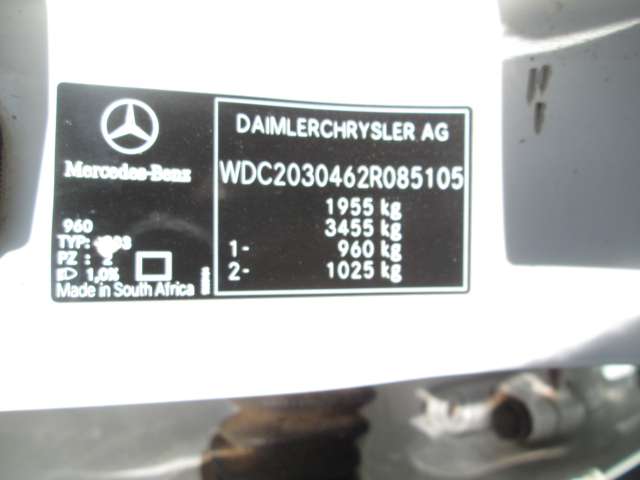 Mercedes-Benz
960
TYP:
PZ : 2
1,0%
Made in South Africa
DAIMLERCHRYSLER AG
WDC2030462R085105
1955 kg
3455 kg
1- 960 kg
2- 1025 kg